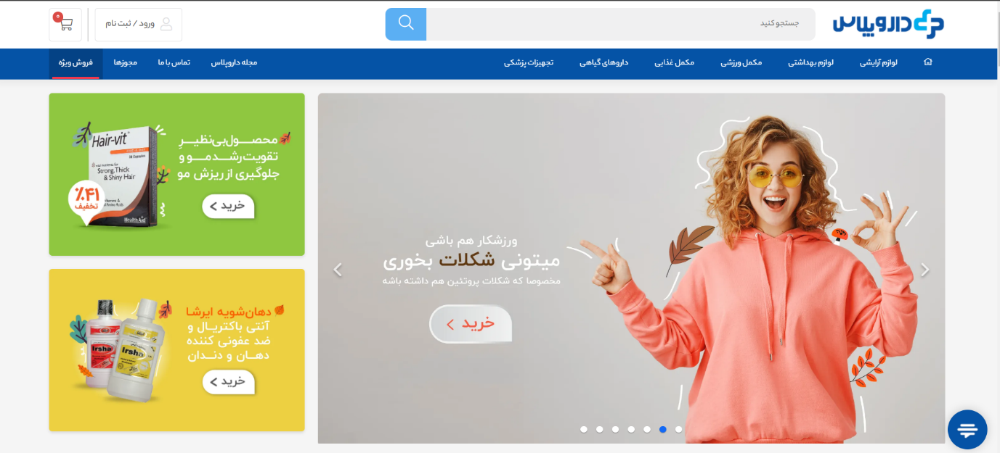 داروپلاس
جستجو کنید
ورود / ثبت نام
۰
لوازم آرایشی
لوازم بهداشتی
مکمل ورزشی
مکمل غذایی
داروهای گیاهی
تجهیزات پزشکی
مجله داروپلاس
تماس با ما
مجوزها
فروش ویژه
ورزشکار هم باشی
میتونی شکلات بخوری
مخصوصا که شکلات پروتئین هم داشته باشه
خرید
محصول بی‌نظیر
تقویت رشد مو و
جلوگیری از ریزش مو
خرید
Hair-vit
30 Capsules
Strong, Thick
& Shiny Hair
HealthAid
٪۴۱
تخفیف
دهان‌شویه ایرشا
آنتی باکتریال و
ضد عفونی کننده
دهان و دندان
خرید
Irsha
Irsha